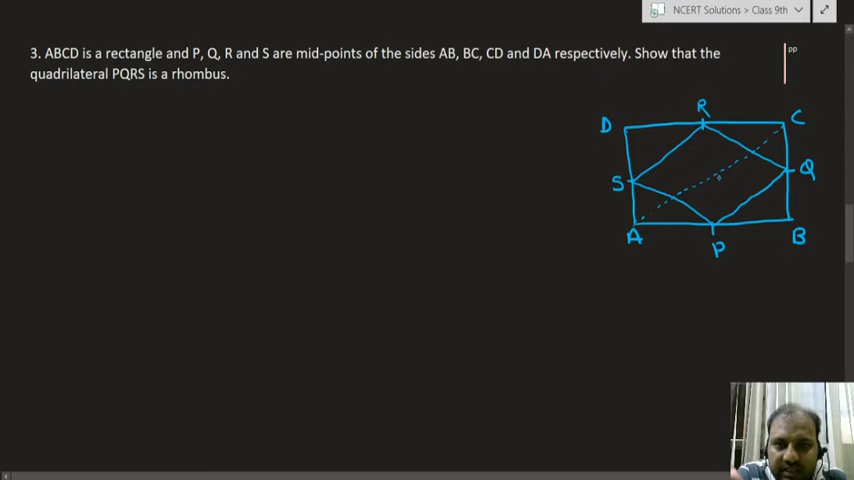 NCERT Solutions > Class 9th
3. ABCD is a rectangle and P, Q, R and S are mid-points of the sides AB, BC, CD and DA respectively. Show that the
quadrilateral PQRS is a rhombus.
pp
R
D
C
S
Q
A
P
B